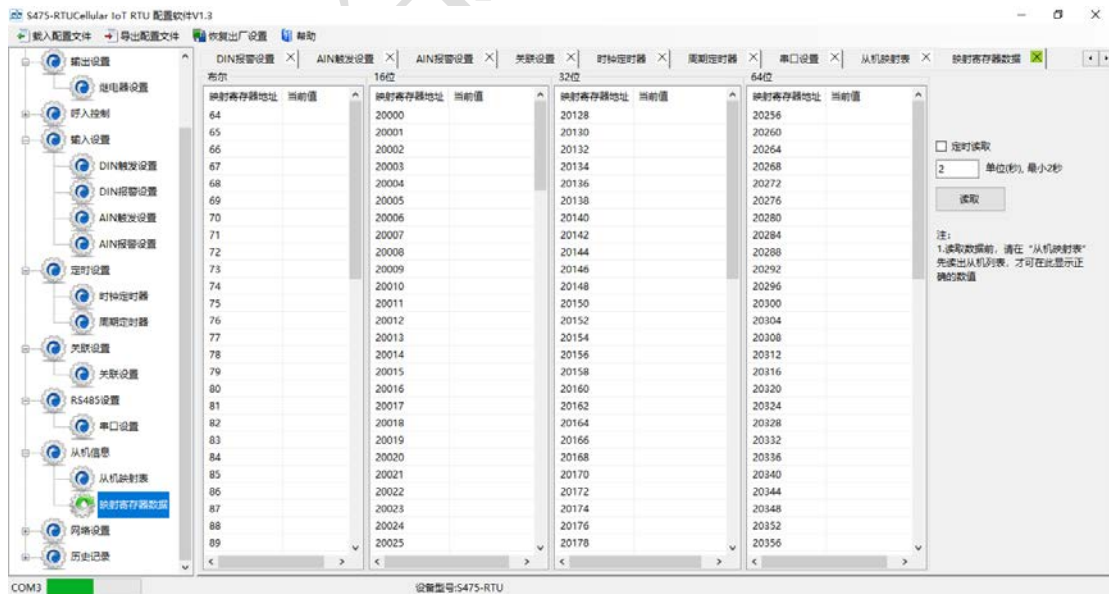 S475-RTUCellular IoT RTU 配置软件V1.3
载入配置文件 导出配置文件 恢复出厂设置 帮助
输出设置
继电器设置
呼入控制
输入设置
DIN触发设置
DIN报警设置
AIN触发设置
AIN报警设置
定时设置
时钟定时器
周期定时器
关联设置
关联设置
RS485设置
串口设置
从机信息
从机映射表
映射寄存器数据
网络设置
历史记录
DIN报警设置 AIN触发设置 AIN报警设置 关联设置 时钟定时器 周期定时器 串口设置 从机映射表 映射寄存器数据
布尔 16位 32位 64位
映射寄存器地址 当前值 映射寄存器地址 当前值 映射寄存器地址 当前值 映射寄存器地址 当前值
64 20000 20128 20256
65 20001 20130 20260
66 20002 20132 20264
67 20003 20134 20268
68 20004 20136 20272
69 20005 20138 20276
70 20006 20140 20280
71 20007 20142 20284
72 20008 20144 20288
73 20009 20146 20292
74 20010 20148 20296
75 20011 20150 20300
76 20012 20152 20304
77 20013 20154 20308
78 20014 20156 20312
79 20015 20158 20316
80 20016 20160 20320
81 20017 20162 20324
82 20018 20164 20328
83 20019 20166 20332
84 20020 20168 20336
85 20021 20170 20340
86 20022 20172 20344
87 20023 20174 20348
88 20024 20176 20352
89 20025 20178 20356
定时读取
2 单位(秒), 最小2秒
读取
注:
1.读取数据前, 请在 "从机映射表"
先读出从机列表, 才可在此显示正
确的数值
COM3 设备型号:S475-RTU